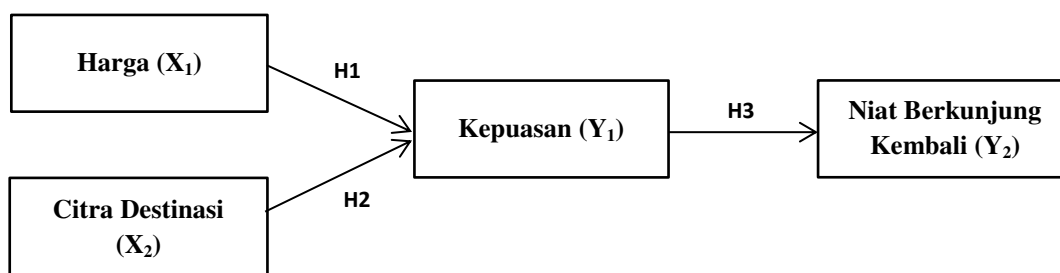 Harga (X₁)
H1
Kepuasan (Y₁)
H3
Niat Berkunjung
Kembali (Y₂)
H2
Citra Destinasi
(X₂)